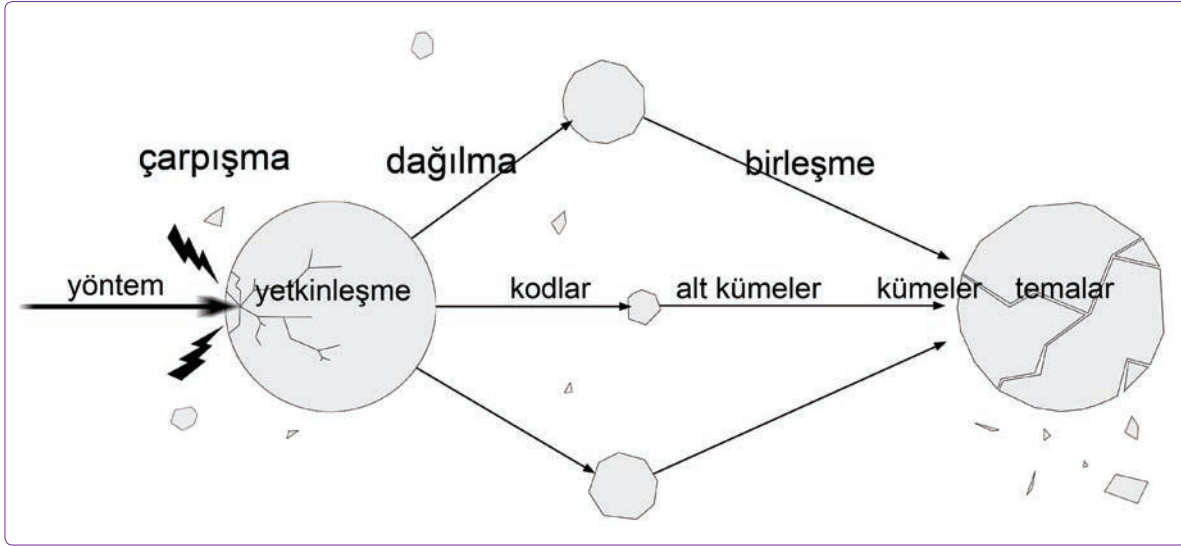 çarpışma
dağılma
birleşme
yöntem
yetkinleşme
kodlar
alt kümeler
kümeler
temalar